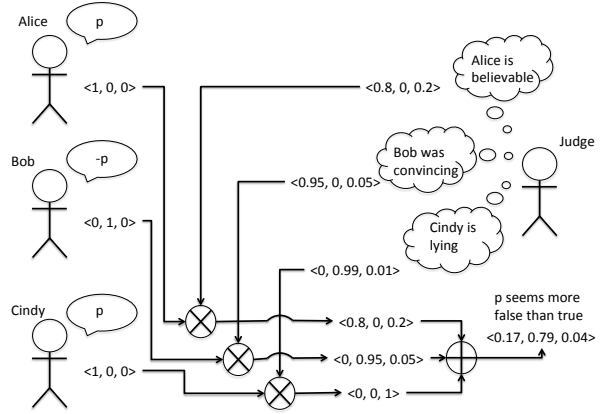 Alice
p
<1, 0, 0>
Bob
-p
<0, 1, 0>
Cindy
p
<1, 0, 0>
<0.8, 0, 0.2>
Alice is
believable
<0.95, 0, 0.05>
Bob was
convincing
Judge
<0, 0.99, 0.01>
Cindy is
lying
<0.8, 0, 0.2>
<0, 0.95, 0.05>
<0, 0, 1>
p seems more
false than true
<0.17, 0.79, 0.04>